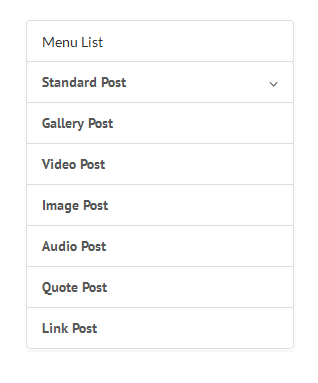 Menu List
Standard Post
Gallery Post
Video Post
Image Post
Audio Post
Quote Post
Link Post